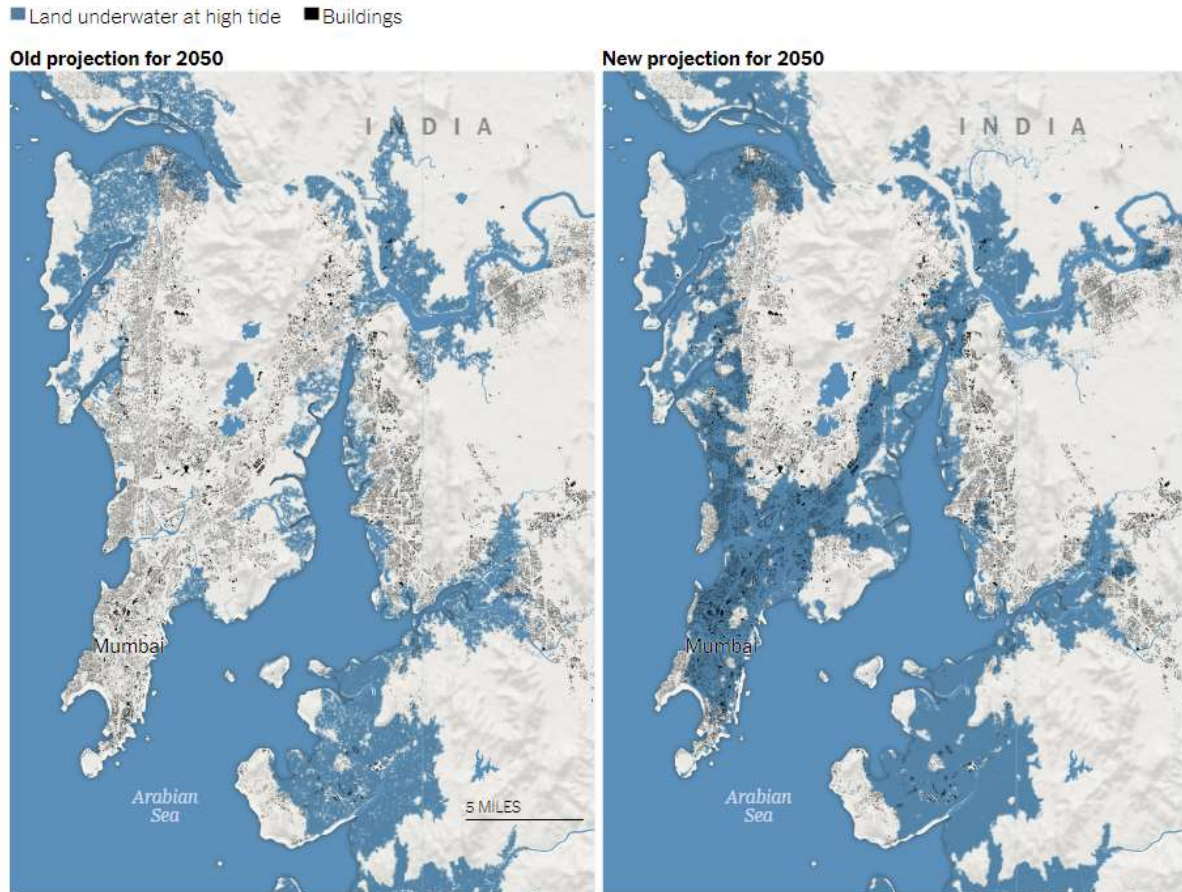 Land underwater at high tide
Buildings
Old projection for 2050
New projection for 2050
INDIA
INDIA
Mumbai
Mumbai
Arabian
Sea
5 MILES
Arabian
Sea